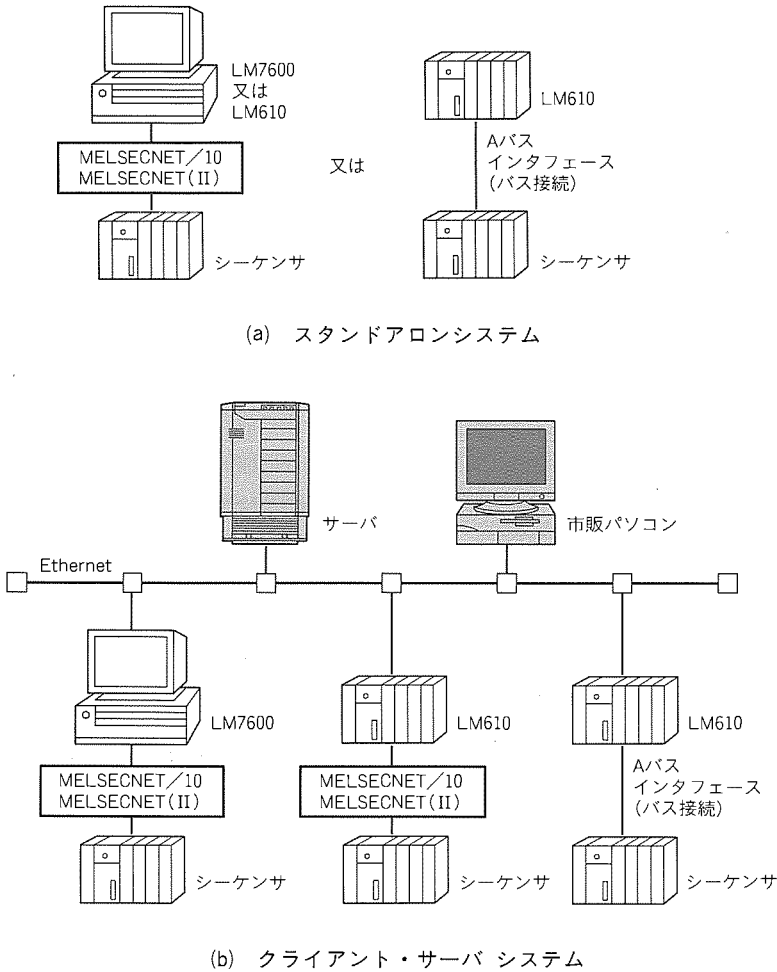 LM7600
又は
LM610
MELSECNET／10
MELSECNET(II)
シーケンサ
又は
LM610
Aバス
インタフェース
(バス接続)
シーケンサ
(a) スタンドアロンシステム
サーバ
市販パソコン
Ethernet
LM7600
MELSECNET／10
MELSECNET(II)
シーケンサ
LM610
MELSECNET／10
MELSECNET(II)
シーケンサ
LM610
Aバス
インタフェース
(バス接続)
シーケンサ
(b) クライアント・サーバ システム